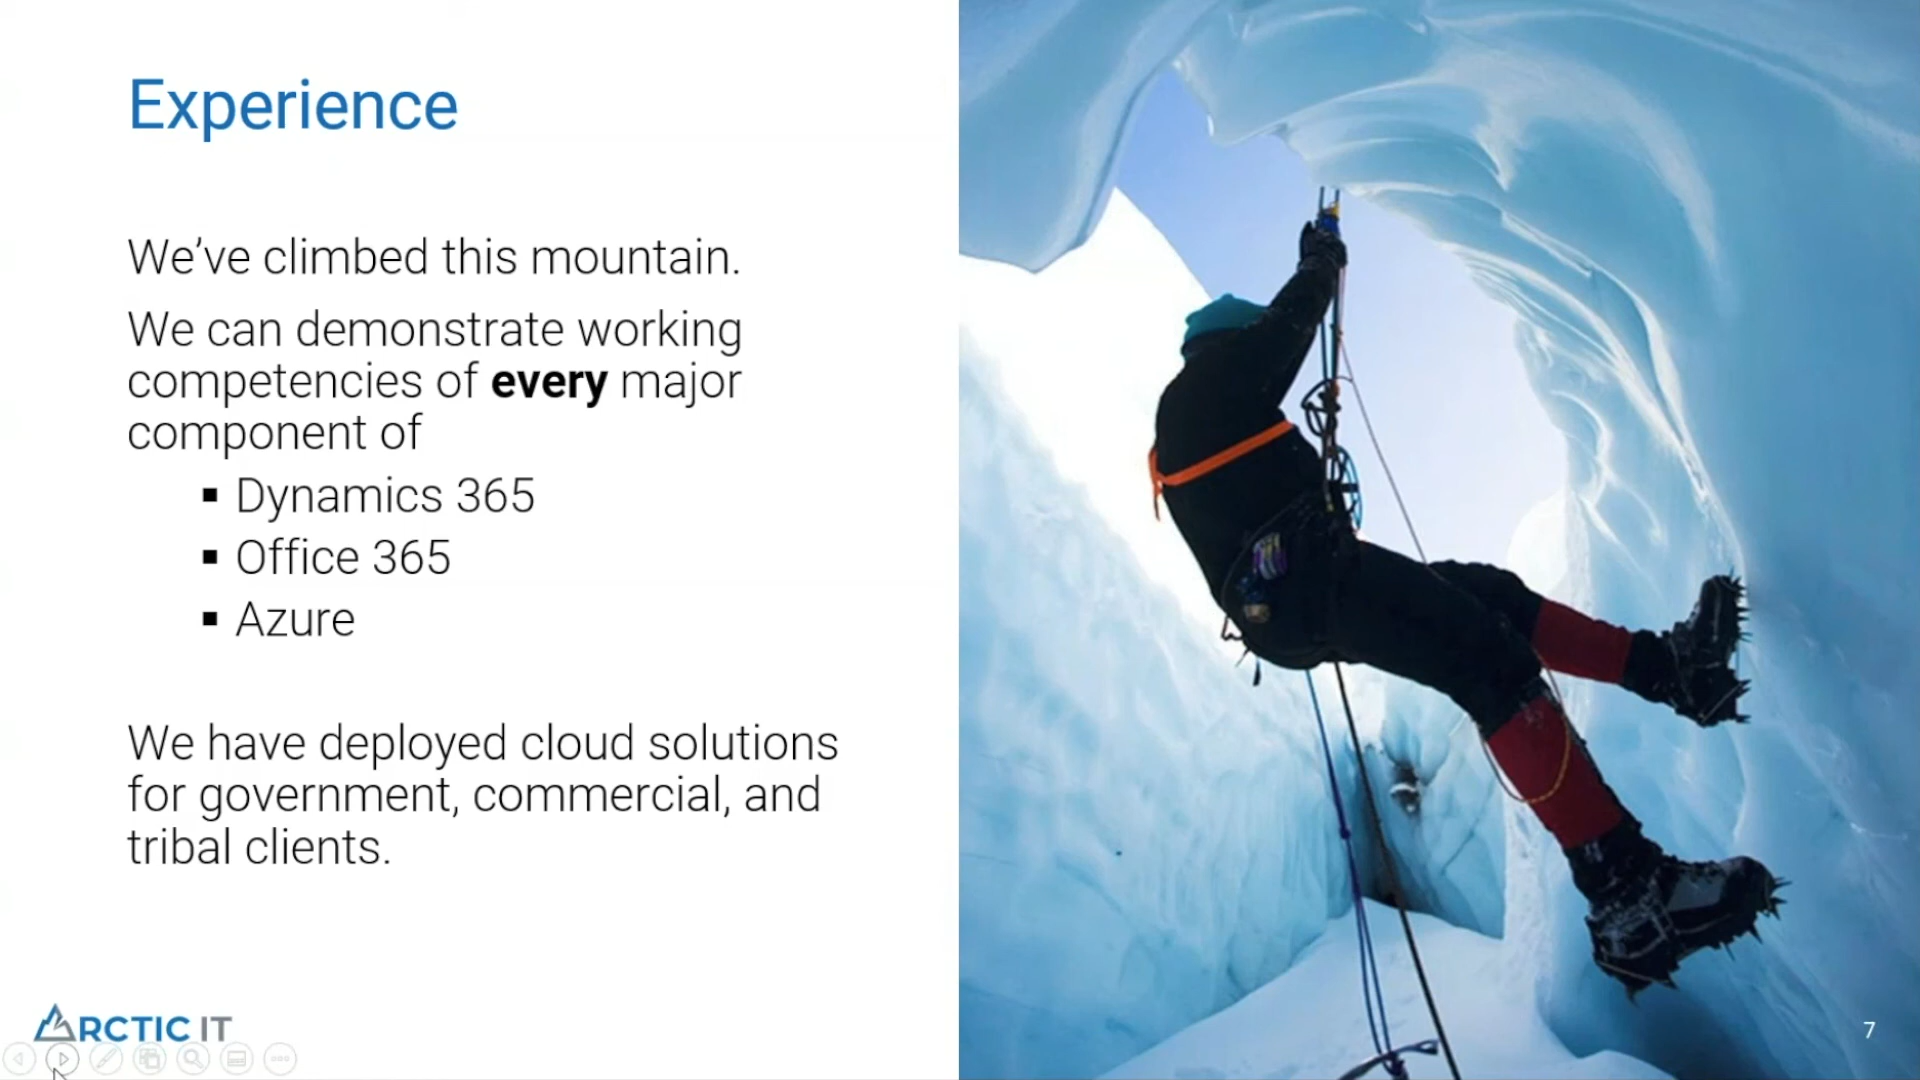 Experience
We’ve climbed this mountain.
We can demonstrate working
competencies of every major
component of
▪ Dynamics 365
▪ Office 365
▪ Azure
We have deployed cloud solutions
for government, commercial, and
tribal clients.
ARCTIC IT
7